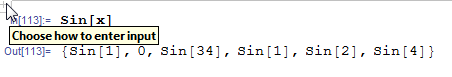 In[113]:= Sin[x]
Choose how to enter input
Out[113]= {Sin[1], 0, Sin[34], Sin[1], Sin[2], Sin[4]}